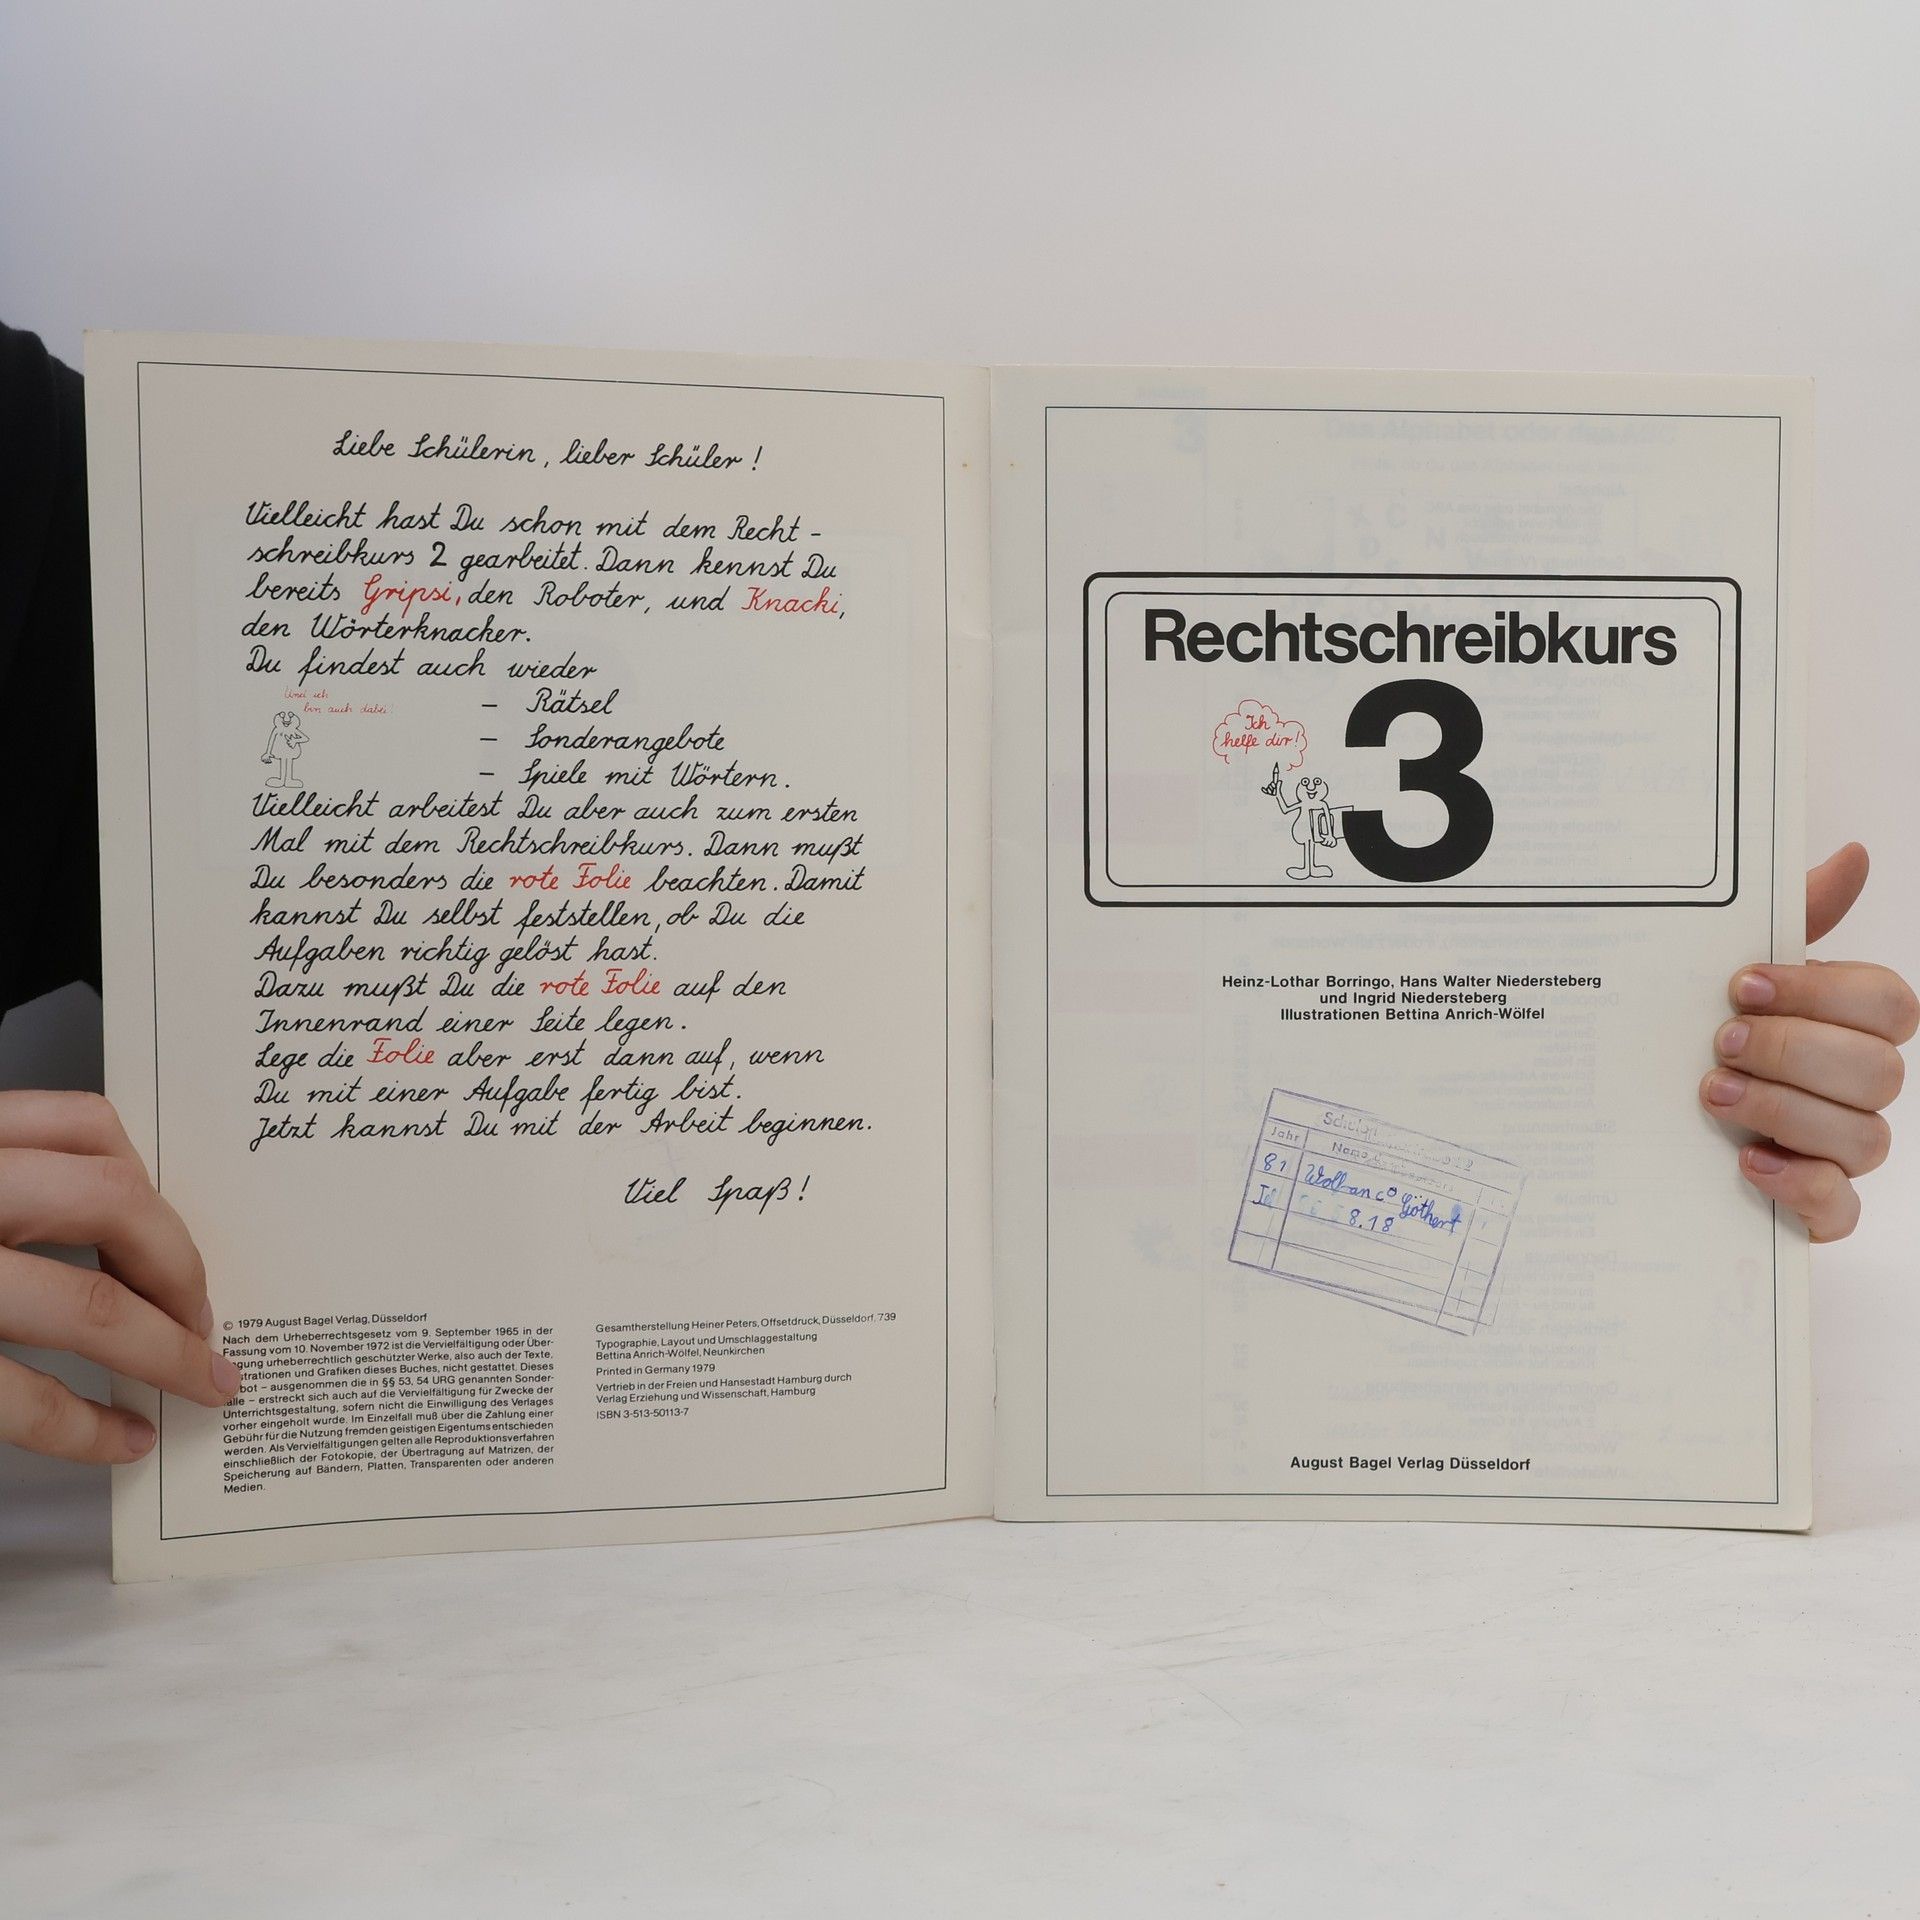 Liebe Schülerin, lieber Schüler!
Vielleicht hast Du schon mit dem Recht-
schreibkurs 2 gearbeitet. Dann kennst Du
bereits Gripsi, den Roboter, und Knacki,
den Wörterknacker.
Du findest auch wieder
Und ich
bin auch dabei!
– Rätsel
– Sonderangebote
– Spiele mit Wörtern.
Vielleicht arbeitest Du aber auch zum ersten
Mal mit dem Rechtschreibkurs. Dann mußt
Du besonders die rote Folie beachten. Damit
kannst Du selbst feststellen, ob Du die
Aufgaben richtig gelöst hast.
Dazu mußt Du die rote Folie auf den
Innenrand einer Seite legen.
Lege die Folie aber erst dann auf, wenn
Du mit einer Aufgabe fertig bist.
Jetzt kannst Du mit der Arbeit beginnen.
Viel Spaß!
© 1979 August Bagel Verlag, Düsseldorf
Nach dem Urheberrechtsgesetz vom 9. September 1965 in der
Fassung vom 10. November 1972 ist die Vervielfältigung oder Über-
gung urheberrechtlich geschützter Werke, also auch der Texte,
strationen und Grafiken dieses Buches, nicht gestattet. Dieses
bot – ausgenommen die in §§ 53, 54 URG genannten Sonder-
fälle – erstreckt sich auch auf die Vervielfältigung für Zwecke der
Unterrichtsgestaltung, sofern nicht die Einwilligung des Verlages
vorher eingeholt wurde. Im Einzelfall muß über die Zahlung einer
Gebühr für die Nutzung fremden geistigen Eigentums entschieden
werden. Als Vervielfältigungen gelten alle Reproduktionsverfahren
einschließlich der Fotokopie, der Übertragung auf Matrizen, der
Speicherung auf Bändern, Platten, Transparenten oder anderen
Medien.
Gesamtherstellung Heiner Peters, Offsetdruck, Düsseldorf, 739
Typographie, Layout und Umschlaggestaltung
Bettina Anrich-Wölfel, Neunkirchen
Printed in Germany 1979
Vertrieb in der Freien und Hansestadt Hamburg durch
Verlag Erziehung und Wissenschaft, Hamburg
ISBN 3-513-50113-7
Rechtschreibkurs
3
Ich
helfe dir!
Heinz-Lothar Borringo, Hans Walter Niedersteberg
und Ingrid Niedersteberg
Illustrationen Bettina Anrich-Wölfel
Jahr
Name
81
Göthert
8.18
August Bagel Verlag Düsseldorf